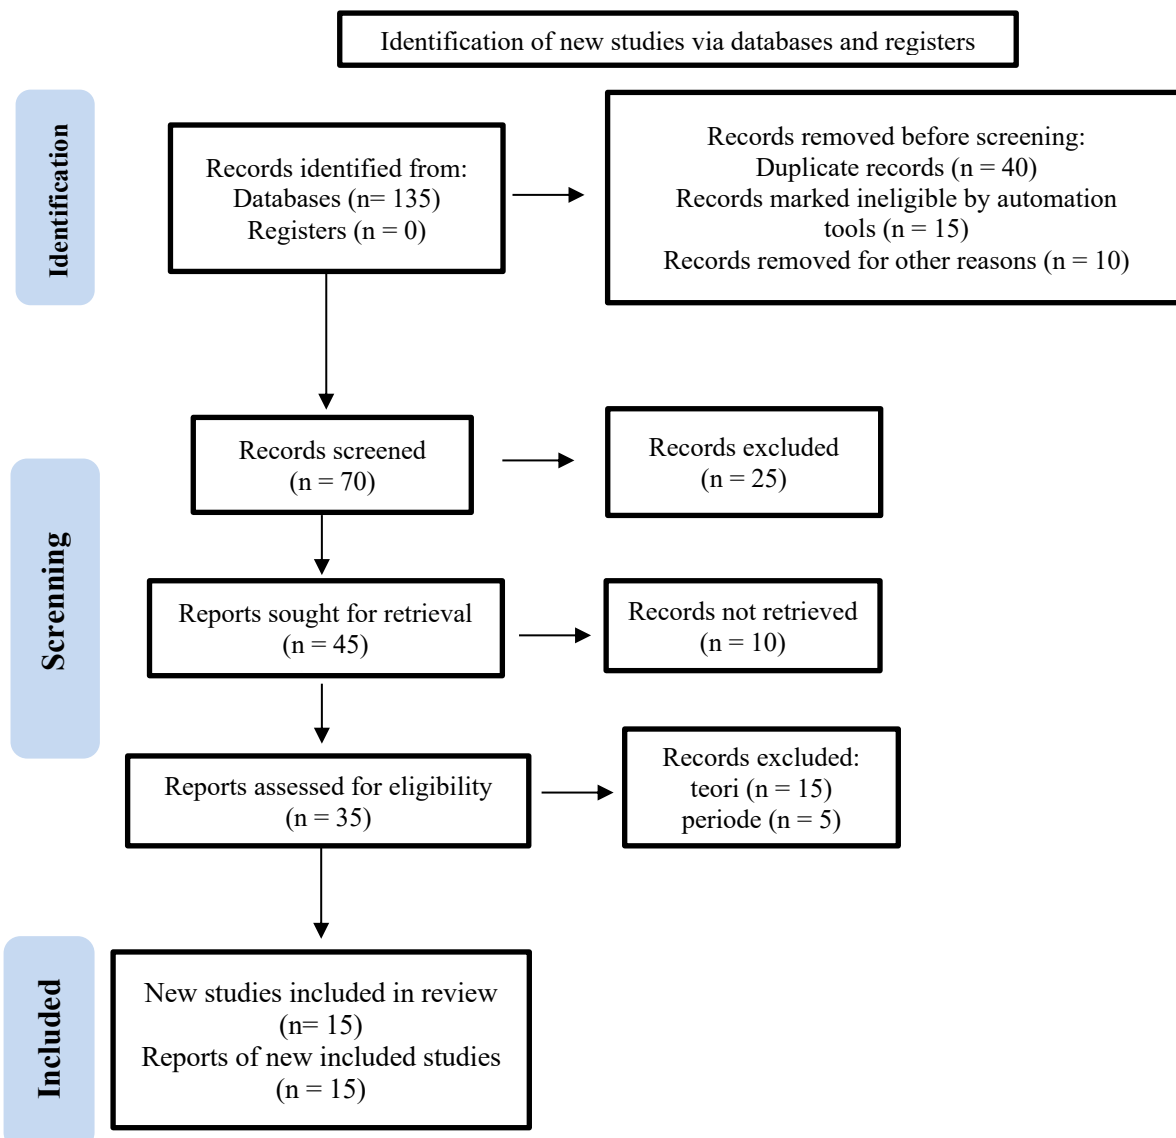 Identification of new studies via databases and registers
Identification
Records identified from:
Databases (n= 135)
Registers (n = 0)
Records removed before screening:
Duplicate records (n = 40)
Records marked ineligible by automation
tools (n = 15)
Records removed for other reasons (n = 10)
Screnning
Records screened
(n = 70)
Records excluded
(n = 25)
Reports sought for retrieval
(n = 45)
Records not retrieved
(n = 10)
Reports assessed for eligibility
(n = 35)
Records excluded:
teori (n = 15)
periode (n = 5)
Included
New studies included in review
(n= 15)
Reports of new included studies
(n = 15)